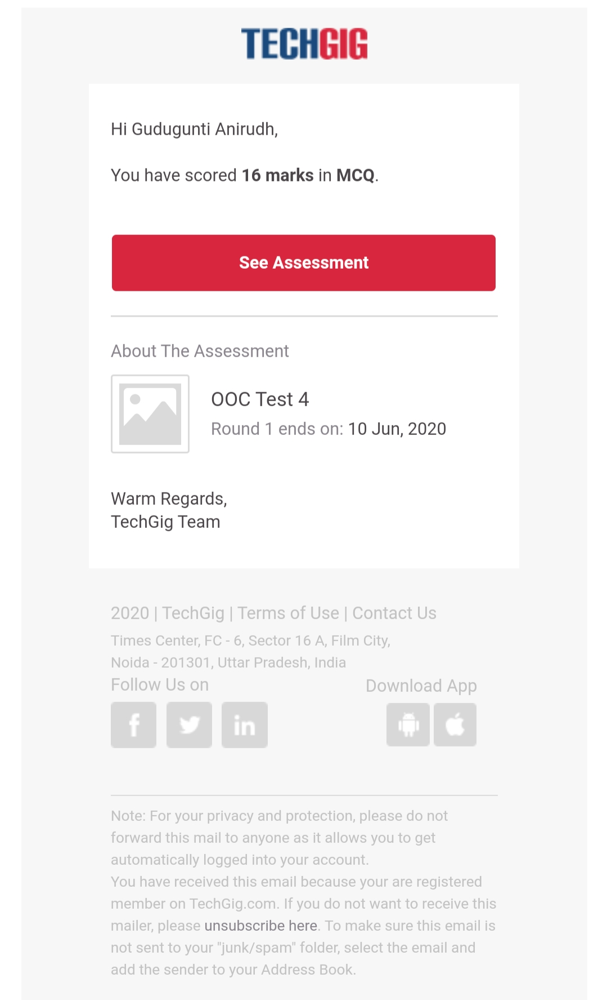 TECHGIG
Hi Gudugunti Anirudh,
You have scored 16 marks in MCQ.
See Assessment
About The Assessment
OOC Test 4
Round 1 ends on: 10 Jun, 2020
Warm Regards,
TechGig Team
2020 | TechGig | Terms of Use | Contact Us
Times Center, FC - 6, Sector 16 A, Film City,
Noida - 201301, Uttar Pradesh, India
Follow Us on
Download App
f
in
Note: For your privacy and protection, please do not
forward this mail to anyone as it allows you to get
automatically logged into your account.
You have received this email because your are registered
member on TechGig.com. If you do not want to receive this
mailer, please unsubscribe here. To make sure this email is
not sent to your "junk/spam" folder, select the email and
add the sender to your Address Book.